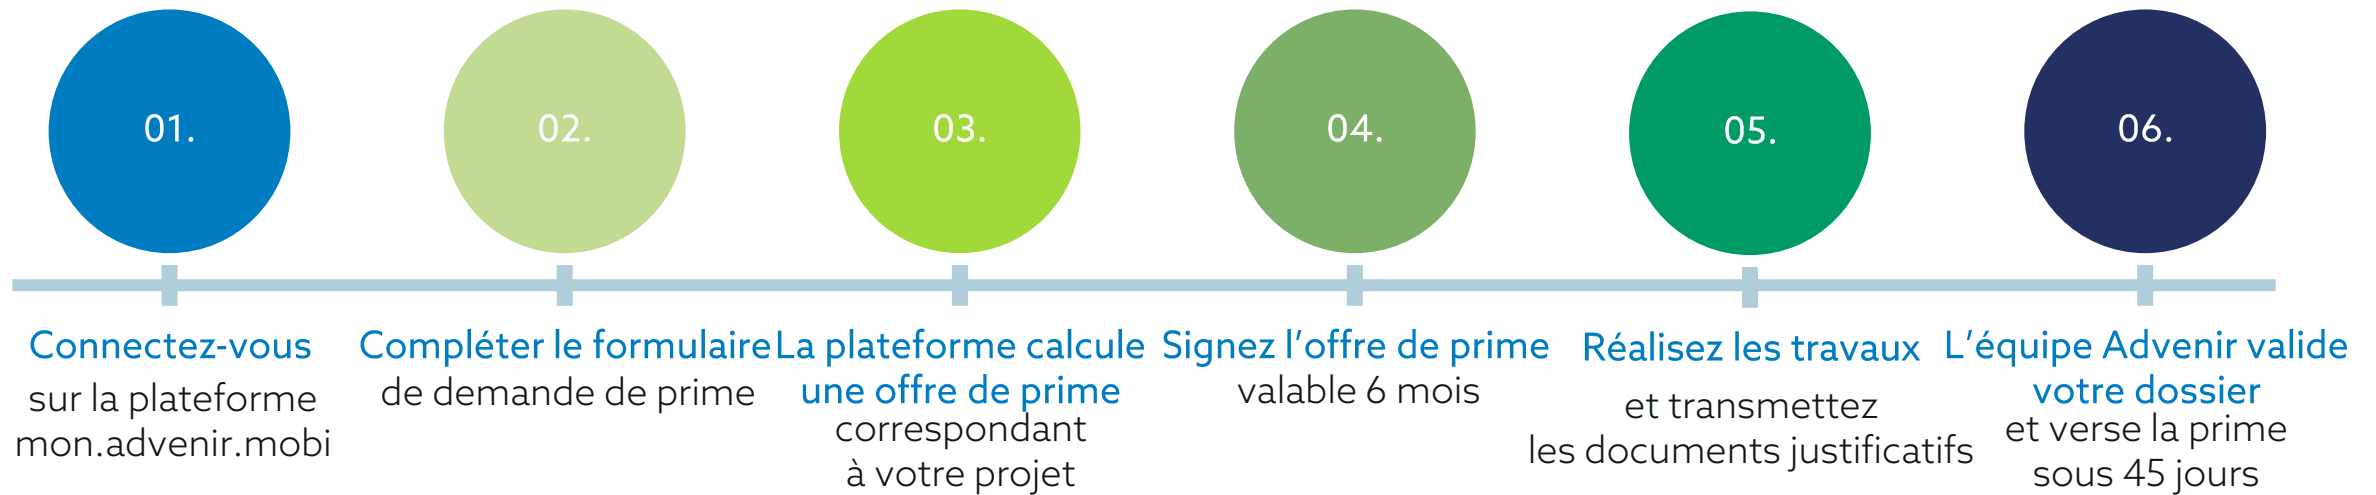 01.
Connectez-vous
sur la plateforme
mon.advenir.mobi
02.
Compléter le formulaire
de demande de prime
03.
La plateforme calcule
une offre de prime
correspondant
à votre projet
04.
Signez l'offre de prime
valable 6 mois
05.
Réalisez les travaux
et transmettez
les documents justificatifs
06.
L'équipe Advenir valide
votre dossier
et verse la prime
sous 45 jours